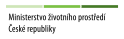 Ministerstvo životního prostředí
České republiky